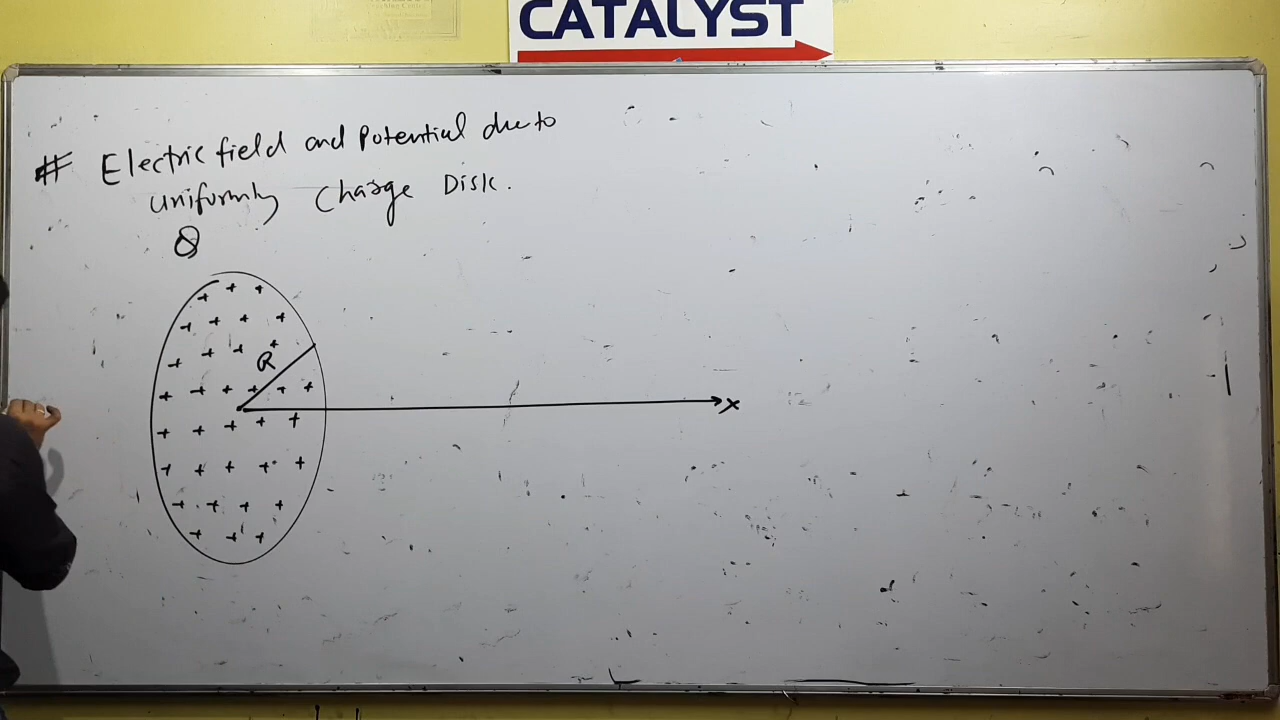 CATALYST
# Electric field and Potential due to
uniformly Charge Disk.
Q
R
x